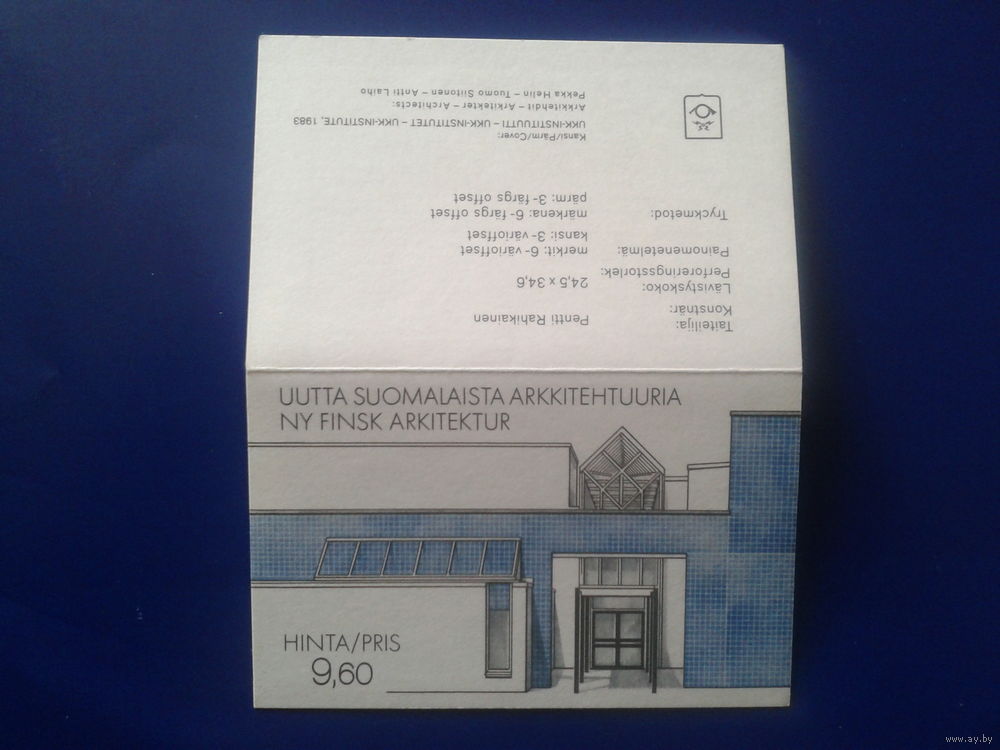 UUTTA SUOMALAISTA ARKKITEHTUURIA
NY FINSK ARKITEKTUR
HINTA/PRIS
9,60
Taiteilija: Pentti Rahikainen
Konstnär:
Lävistyskoko: 24,5 x 34,6
Perforeringsstorlek:
Painomenetelmä: merkit: 6-värioffset
kansi: 3-värioffset
Tryckmetod: märkena: 6-färgs offset
pärm: 3-färgs offset
Kansi/Pärm/Cover:
UKK-INSTITUUTTI – UKK-INSTITUTET – UKK-INSTITUTE, 1983
Arkkitehdit – Arkitekter – Architects:
Pekka Helin – Tuomo Siitonen – Antti Laiho
www.ay.by